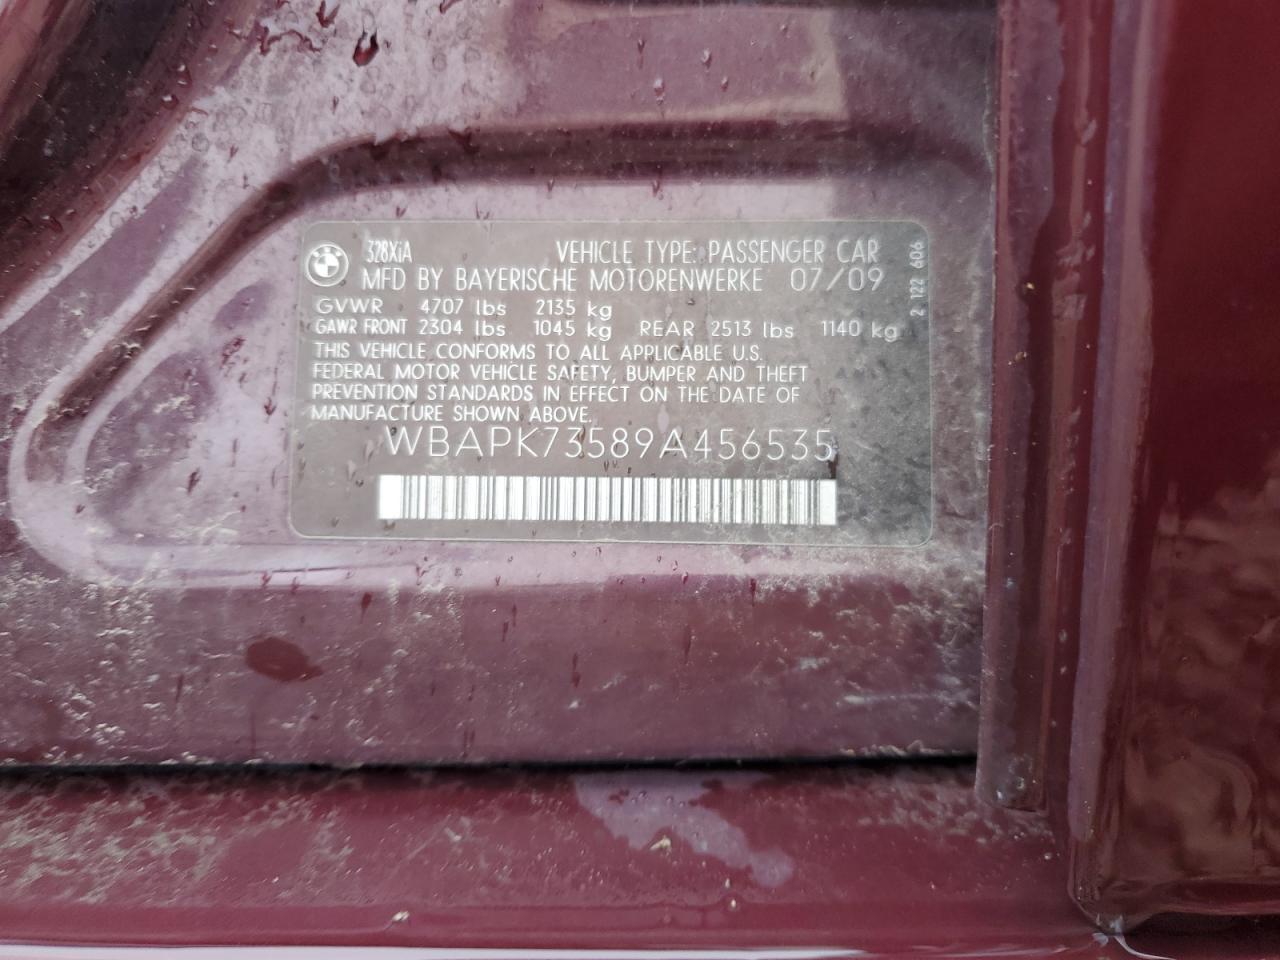 328XiA VEHICLE TYPE: PASSENGER CAR
MFD BY BAYERISCHE MOTORENWERKE 07/09
GVWR 4707 lbs 2135 kg
GAWR FRONT 2304 lbs 1045 kg REAR 2513 lbs 1140 kg
THIS VEHICLE CONFORMS TO ALL APPLICABLE U.S.
FEDERAL MOTOR VEHICLE SAFETY, BUMPER AND THEFT
PREVENTION STANDARDS IN EFFECT ON THE DATE OF
MANUFACTURE SHOWN ABOVE.
WBAPK73589A456535
2 122 606